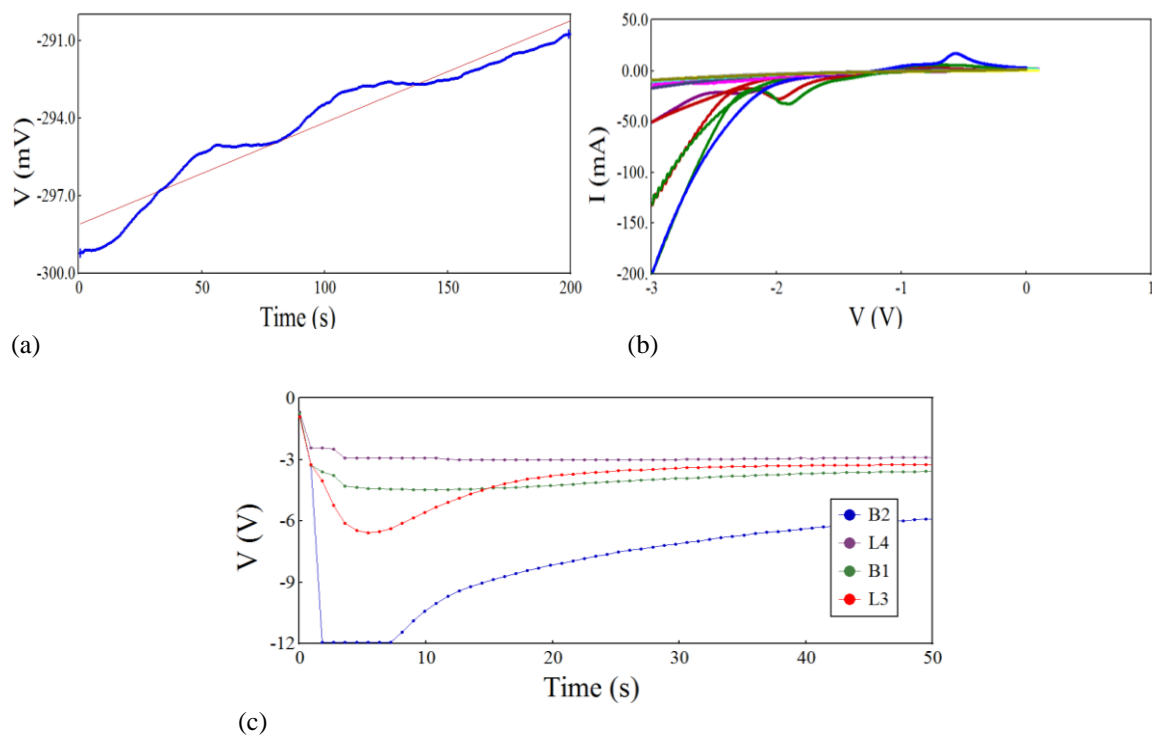 -291.0
-294.0
-297.0
-300.0
V (mV)
0 50 100 150 200
Time (s)
(a)
50.0
0.00
-50.0
-100.
-150.
-200.
I (mA)
-3 -2 -1 0 1
V (V)
(b)
0
-3
-6
-9
-12
V (V)
B2
L4
B1
L3
0 10 20 30 40 50
Time (s)
(c)